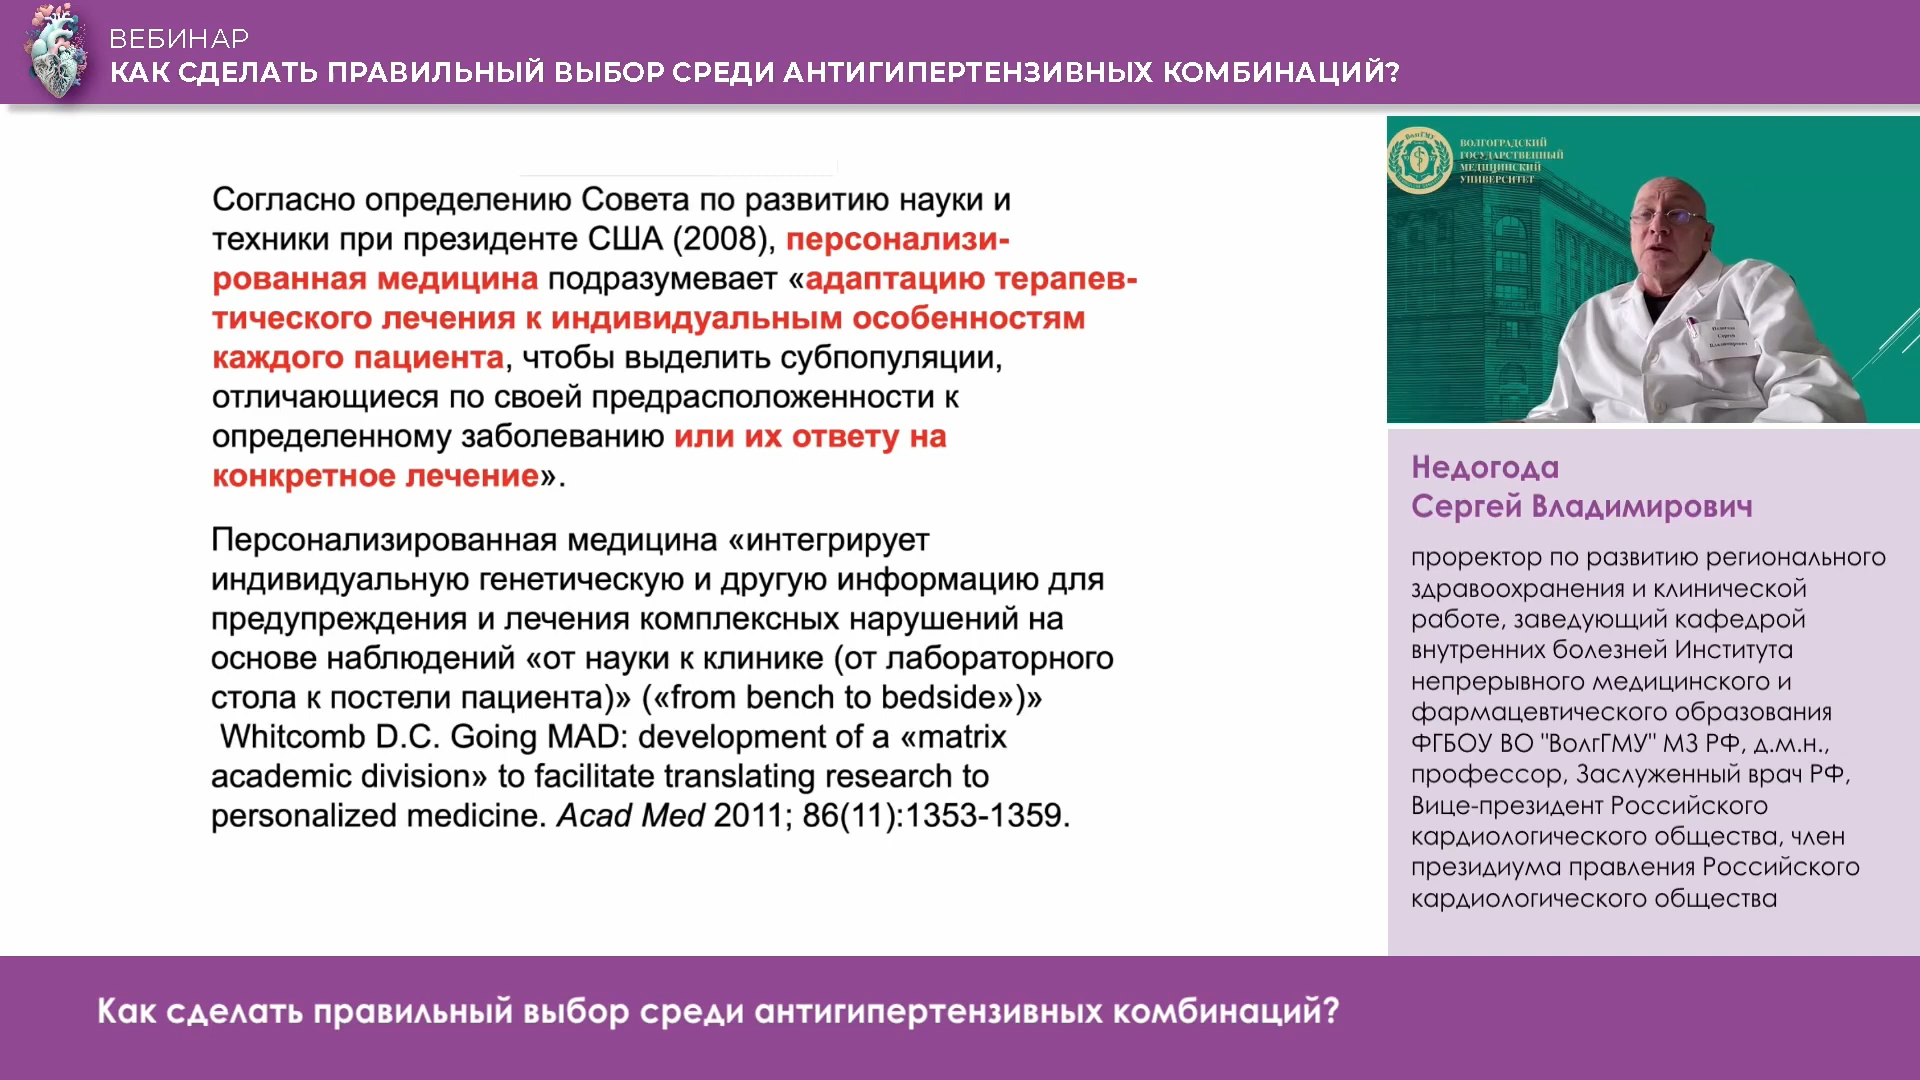 ВЕБИНАР
КАК СДЕЛАТЬ ПРАВИЛЬНЫЙ ВЫБОР СРЕДИ АНТИГИПЕРТЕНЗИВНЫХ КОМБИНАЦИЙ?
Согласно определению Совета по развитию науки и
техники при президенте США (2008), персонализи-
рованная медицина подразумевает «адаптацию терапев-
тического лечения к индивидуальным особенностям
каждого пациента, чтобы выделить субпопуляции,
отличающиеся по своей предрасположенности к
определенному заболеванию или их ответу на
конкретное лечение».
Персонализированная медицина «интегрирует
индивидуальную генетическую и другую информацию для
предупреждения и лечения комплексных нарушений на
основе наблюдений «от науки к клинике (от лабораторного
стола к постели пациента)» («from bench to bedside»)»
Whitcomb D.C. Going MAD: development of a «matrix
academic division» to facilitate translating research to
personalized medicine. Acad Med 2011; 86(11):1353-1359.
ВолгГМУ
ВОЛГОГРАДСКИЙ
ГОСУДАРСТВЕННЫЙ
МЕДИЦИНСКИЙ
УНИВЕРСИТЕТ
Недогода
Сергей
Владимирович
Недогода
Сергей Владимирович
проректор по развитию регионального
здравоохранения и клинической
работе, заведующий кафедрой
внутренних болезней Института
непрерывного медицинского и
фармацевтического образования
ФГБОУ ВО "ВолгГМУ" МЗ РФ, д.м.н.,
профессор, Заслуженный врач РФ,
Вице-президент Российского
кардиологического общества, член
президиума правления Российского
кардиологического общества
Как сделать правильный выбор среди антигипертензивных комбинаций?